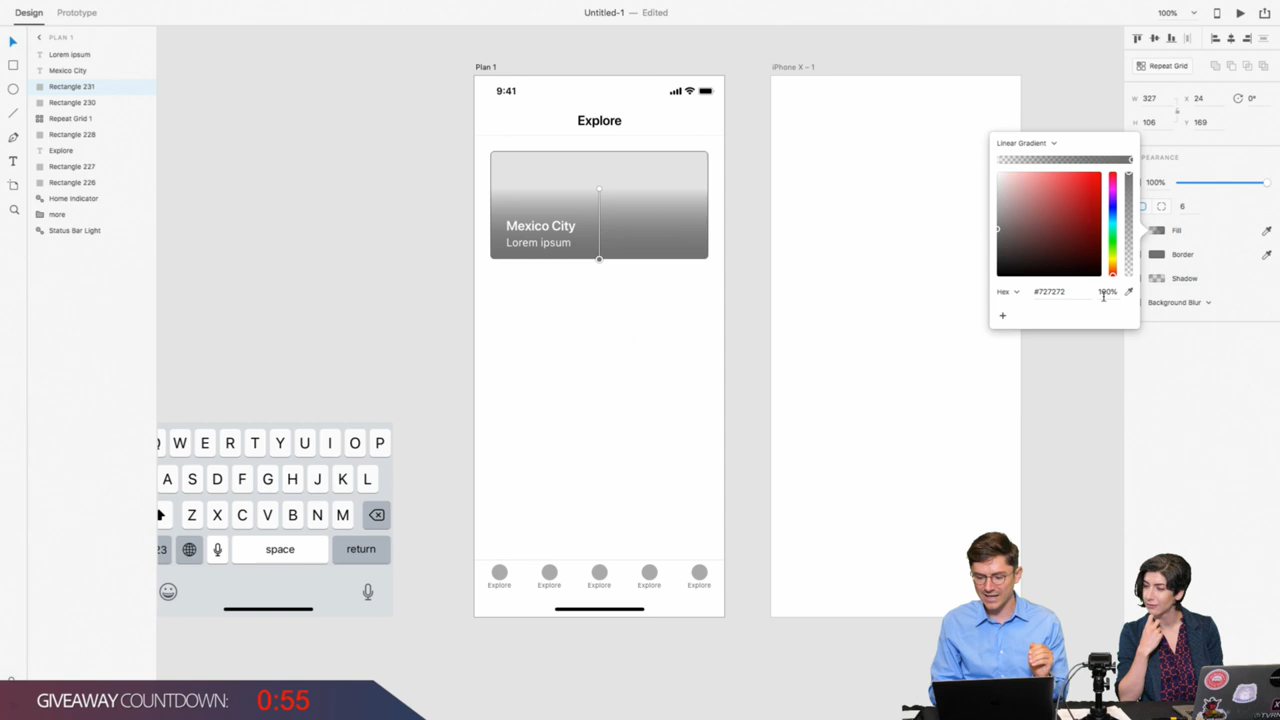 Design Prototype
Untitled-1 — Edited
100%
PLAN 1
Lorem ipsum
Mexico City
Rectangle 231
Rectangle 230
Repeat Grid 1
Rectangle 228
Explore
Rectangle 227
Rectangle 226
Home Indicator
more
Status Bar Light
Plan 1
9:41
Explore
Mexico City
Lorem ipsum
Explore Explore Explore Explore Explore
iPhone X – 1
Q W E R T Y U I O P
A S D F G H J K L
Z X C V B N M
23 space return
Repeat Grid
W 327 X 24 0°
H 106 Y 169
PEARANCE
100%
6
Fill
Border
Shadow
Background Blur
Linear Gradient
Hex #727272 100%
+
GIVEAWAY COUNTDOWN: 0:55